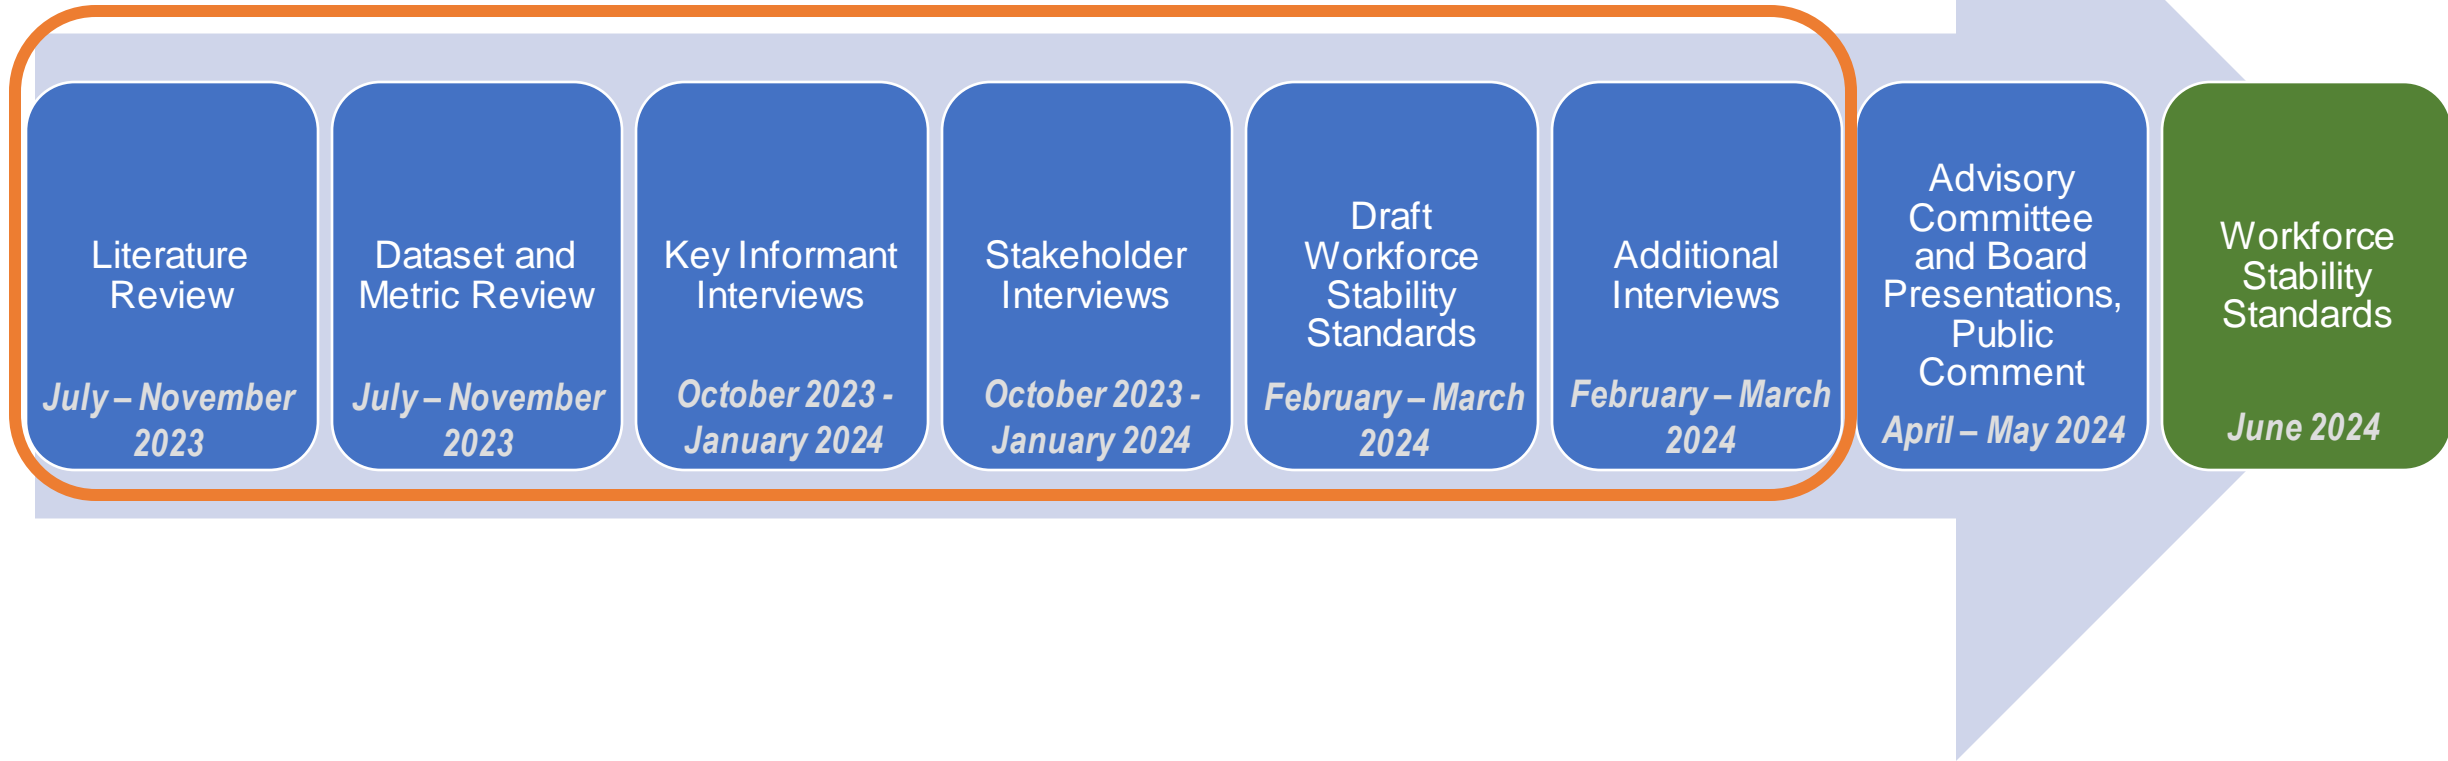 Literature
Review
July – November
2023
Dataset and
Metric Review
July – November
2023
Key Informant
Interviews
October 2023 -
January 2024
Stakeholder
Interviews
October 2023 -
January 2024
Draft
Workforce
Stability
Standards
February – March
2024
Additional
Interviews
February – March
2024
Advisory
Committee
and Board
Presentations,
Public
Comment
April – May 2024
Workforce
Stability
Standards
June 2024